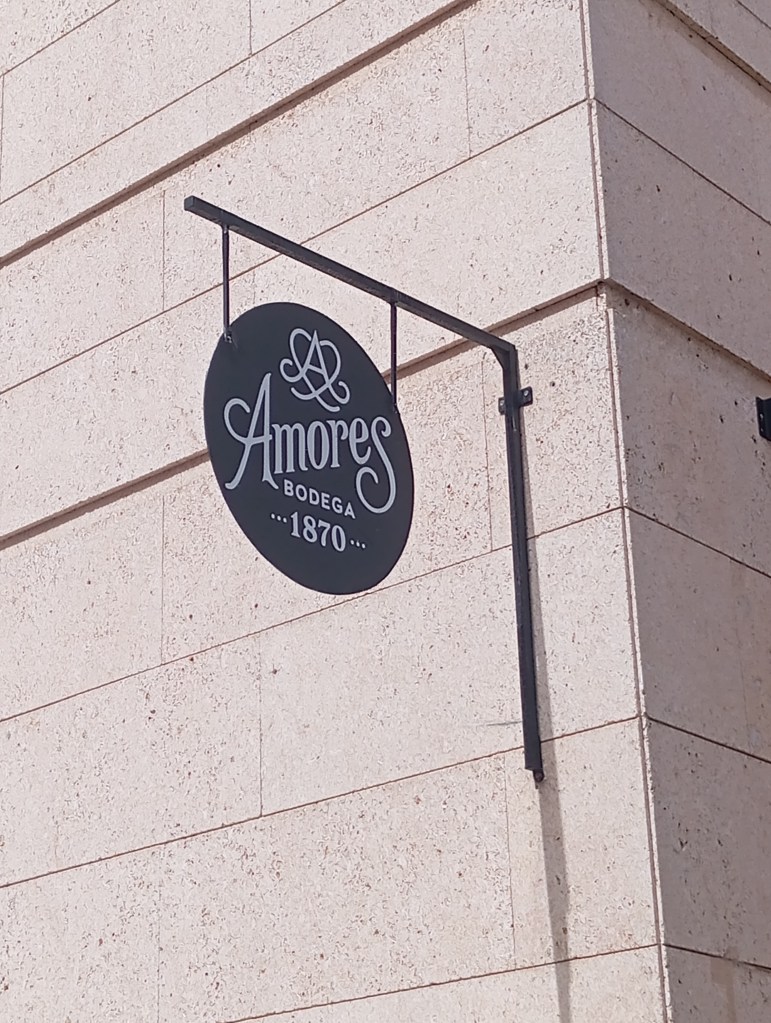 A
Amores
BODEGA
···1870···